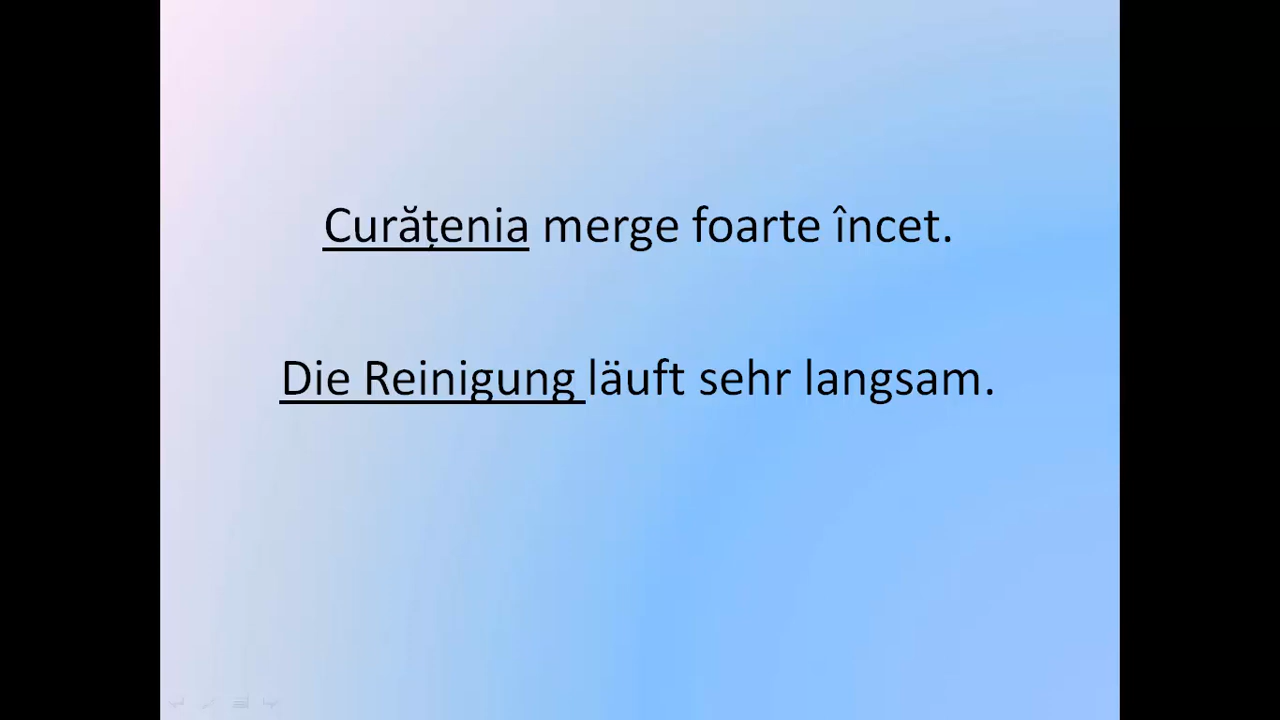 Curățenia merge foarte încet.
Die Reinigung läuft sehr langsam.